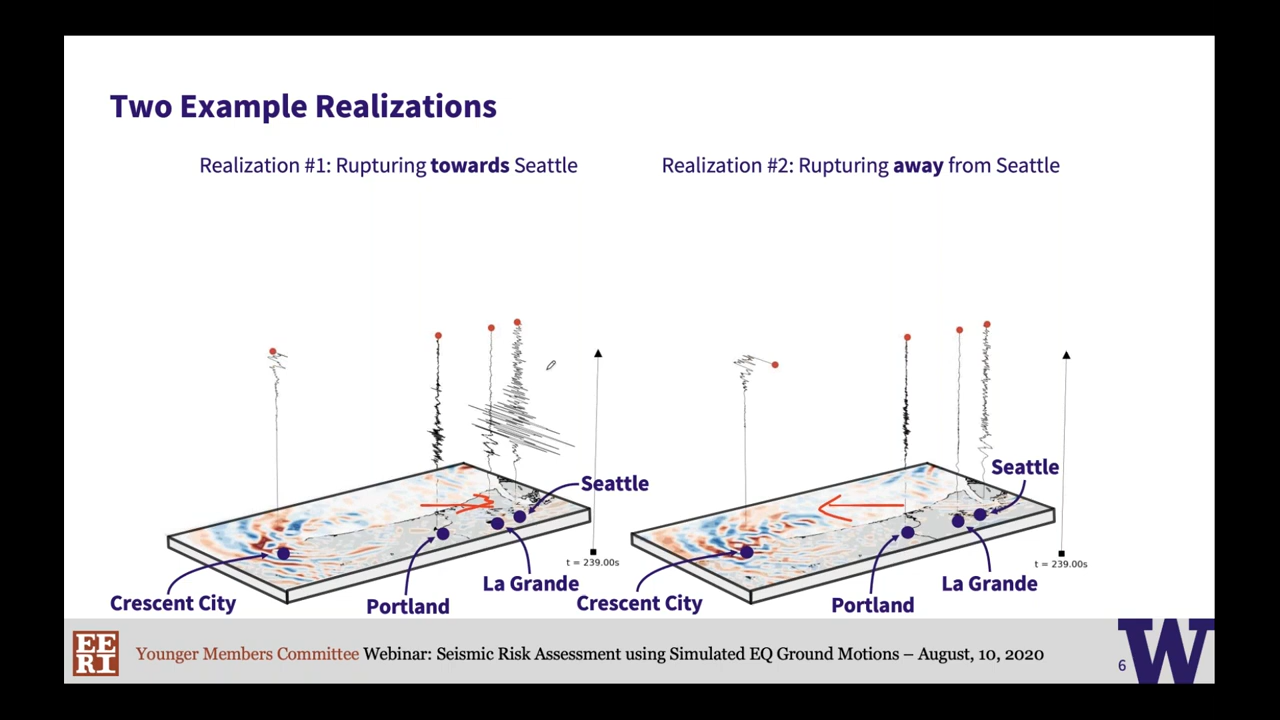 Two Example Realizations
Realization #1: Rupturing towards Seattle
Realization #2: Rupturing away from Seattle
Seattle
t = 239.00s
La Grande
Portland
Crescent City
Seattle
t = 239.00s
La Grande
Portland
Crescent City
EE
RI
Younger Members Committee Webinar: Seismic Risk Assessment using Simulated EQ Ground Motions – August, 10, 2020
6
W